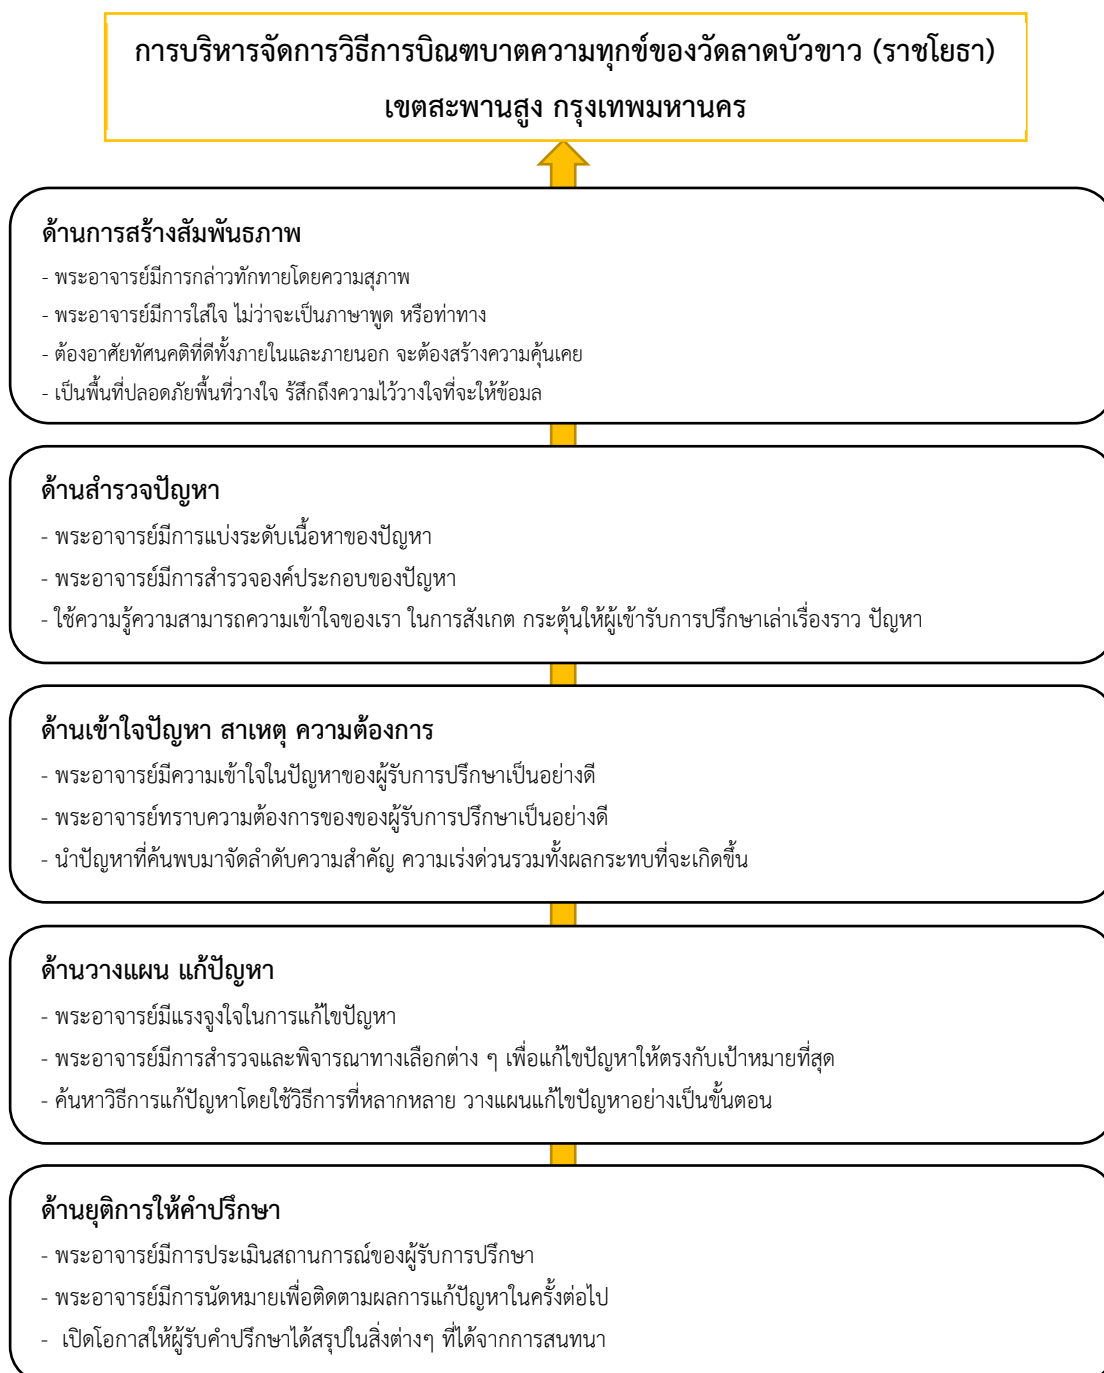 การบริหารจัดการวิธีการบิณฑบาตความทุกข์ของวัดลาดบัวขาว (ราชโยธา)
เขตสะพานสูง กรุงเทพมหานคร
ด้านการสร้างสัมพันธภาพ
- พระอาจารย์มีการกล่าวทักทายโดยความสุภาพ
- พระอาจารย์มีการใส่ใจ ไม่ว่าจะเป็นภาษาพูด หรือท่าทาง
- ต้องอาศัยทัศนคติที่ดีทั้งภายในและภายนอก จะต้องสร้างความคุ้นเคย
- เป็นพื้นที่ปลอดภัยพื้นที่วางใจ รู้สึกถึงความไว้วางใจที่จะให้ข้อมูล
ด้านสำรวจปัญหา
- พระอาจารย์มีการแบ่งระดับเนื้อหาของปัญหา
- พระอาจารย์มีการสำรวจองค์ประกอบของปัญหา
- ใช้ความรู้ความสามารถความเข้าใจของเรา ในการสังเกต กระตุ้นให้ผู้เข้ารับการปรึกษาเล่าเรื่องราว ปัญหา
ด้านเข้าใจปัญหา สาเหตุ ความต้องการ
- พระอาจารย์มีความเข้าใจในปัญหาของผู้รับการปรึกษาเป็นอย่างดี
- พระอาจารย์ทราบความต้องการของของผู้รับการปรึกษาเป็นอย่างดี
- นำปัญหาที่ค้นพบมาจัดลำดับความสำคัญ ความเร่งด่วนรวมทั้งผลกระทบที่จะเกิดขึ้น
ด้านวางแผน แก้ปัญหา
- พระอาจารย์มีแรงจูงใจในการแก้ไขปัญหา
- พระอาจารย์มีการสำรวจและพิจารณาทางเลือกต่าง ๆ เพื่อแก้ไขปัญหาให้ตรงกับเป้าหมายที่สุด
- ค้นหาวิธีการแก้ปัญหาโดยใช้วิธีการที่หลากหลาย วางแผนแก้ไขปัญหาอย่างเป็นขั้นตอน
ด้านยุติการให้คำปรึกษา
- พระอาจารย์มีการประเมินสถานการณ์ของผู้รับการปรึกษา
- พระอาจารย์มีการนัดหมายเพื่อติดตามผลการแก้ปัญหาในครั้งต่อไป
- เปิดโอกาสให้ผู้รับคำปรึกษาได้สรุปในสิ่งต่างๆ ที่ได้จากการสนทนา